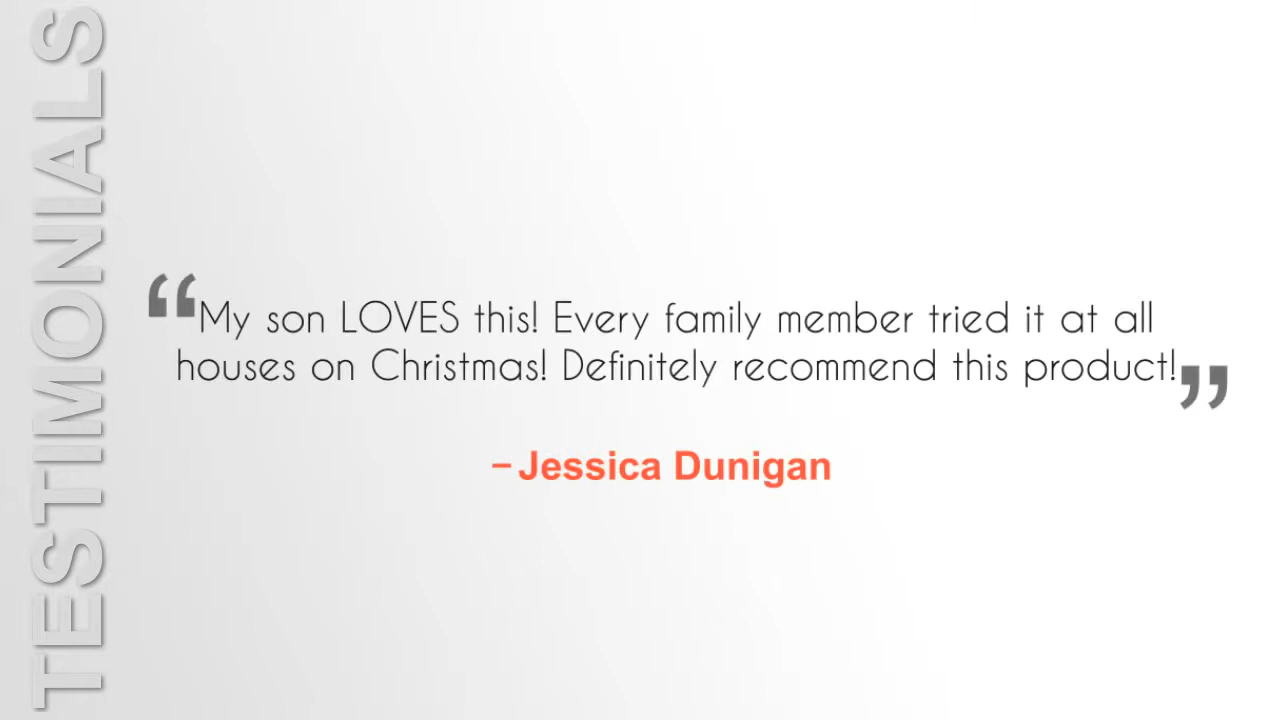 TESTIMONIALS
“My son LOVES this! Every family member tried it at all
houses on Christmas! Definitely recommend this product!”
– Jessica Dunigan